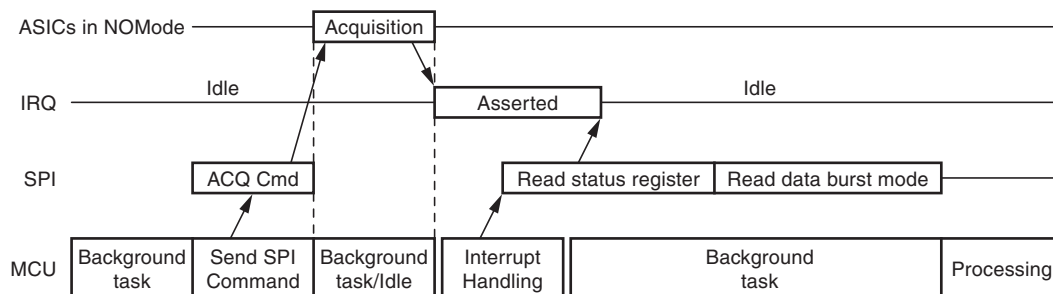 ASICs in NOMode
Acquisition
Idle
Idle
IRQ
Asserted
SPI
ACQ Cmd
Read status register
Read data burst mode
MCU
Background
task
Send SPI
Command
Background
task/Idle
Interrupt
Handling
Background
task
Processing